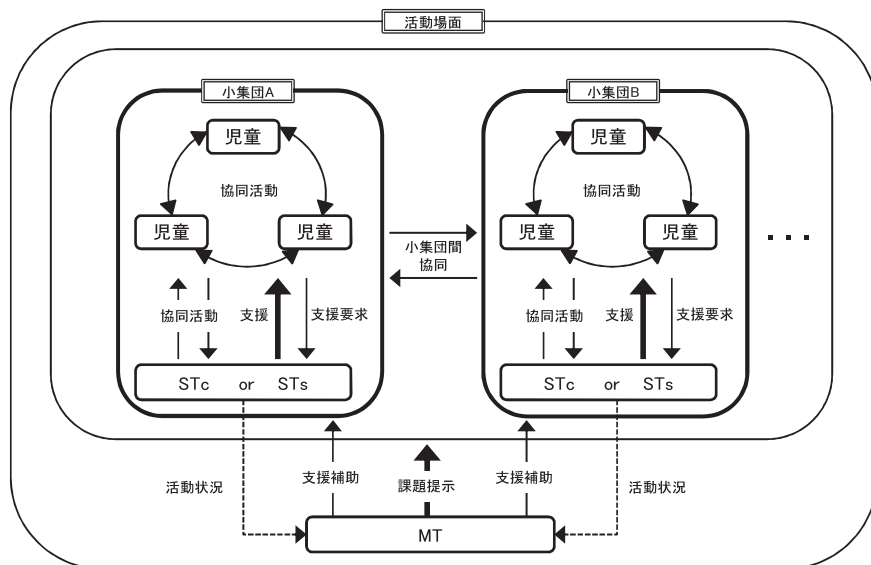 活動場面
小集団A
小集団B
児童
児童
協同活動
協同活動
児童
児童
児童
児童
小集団間
協同
・・・
協同活動
支援
支援要求
協同活動
支援
支援要求
STc or STs
STc or STs
活動状況
支援補助
課題提示
支援補助
活動状況
MT